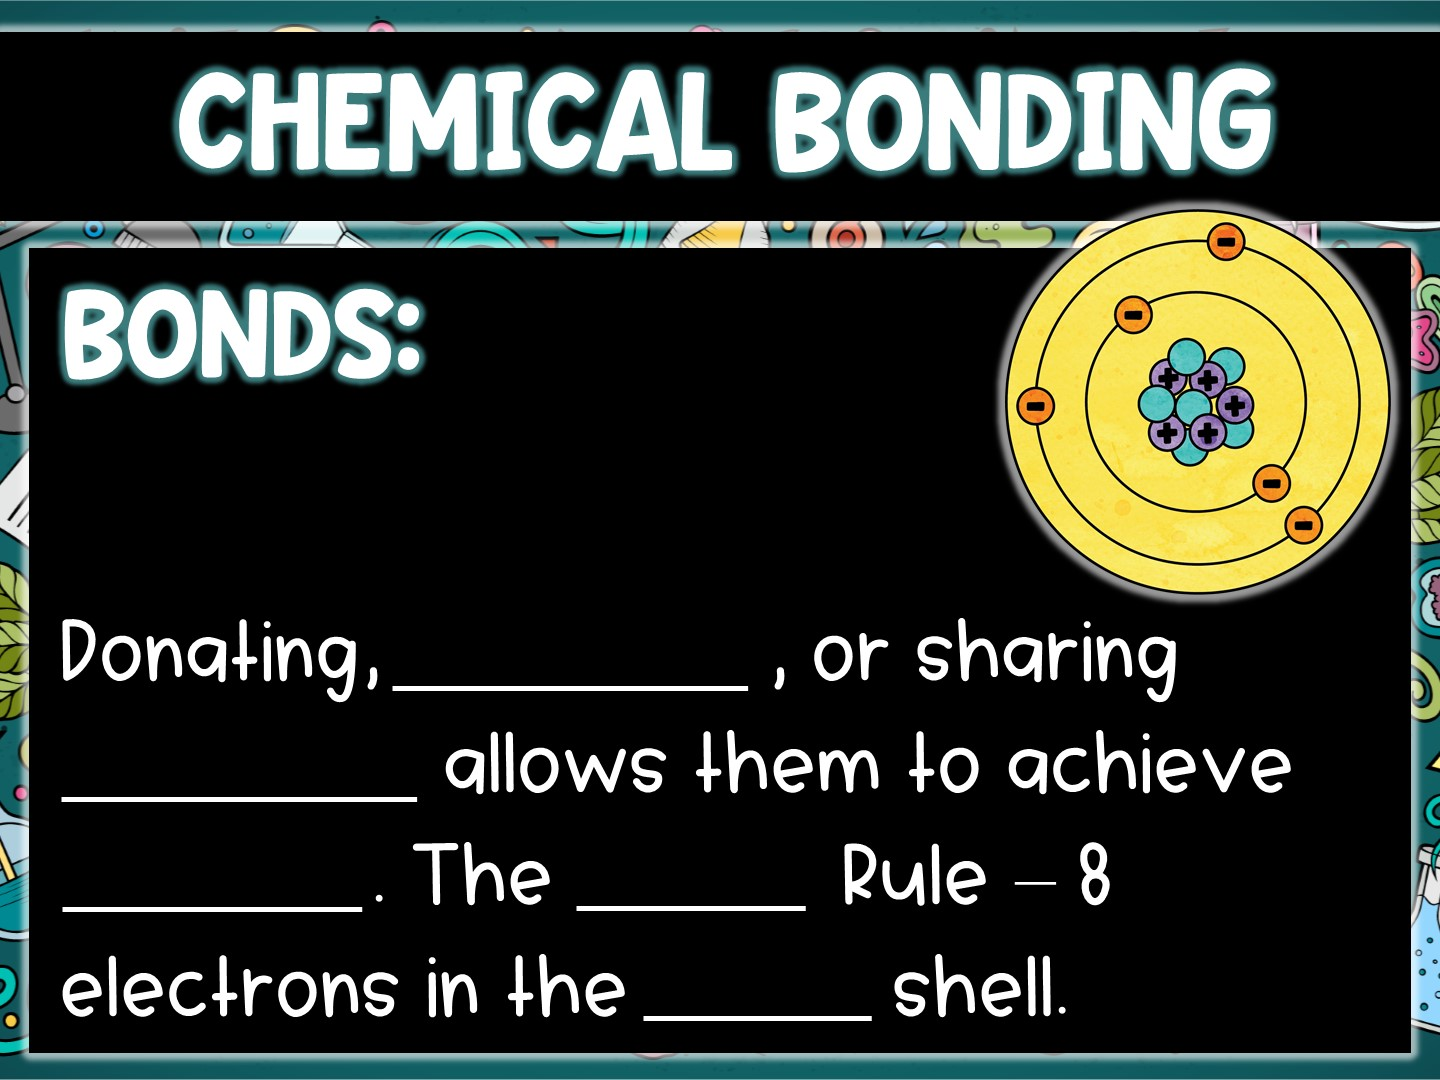 CHEMICAL BONDING
BONDS:
Donating, __________ , or sharing
__________ allows them to achieve
________. The ______ Rule – 8
electrons in the ______ shell.